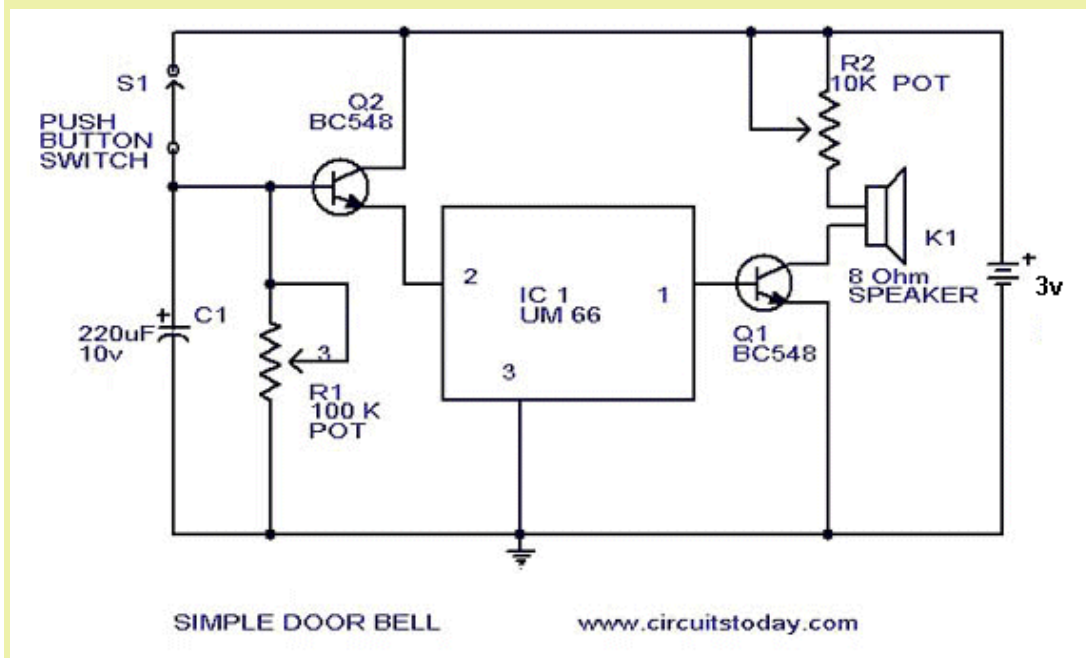 S1
PUSH
BUTTON
SWITCH
Q2
BC548
R2
10K POT
K1
8 Ohm
SPEAKER
+
3v
2
IC 1
UM 66
1
3
Q1
BC548
+
C1
220uF
10v
3
R1
100 K
POT
SIMPLE DOOR BELL
www.circuitstoday.com